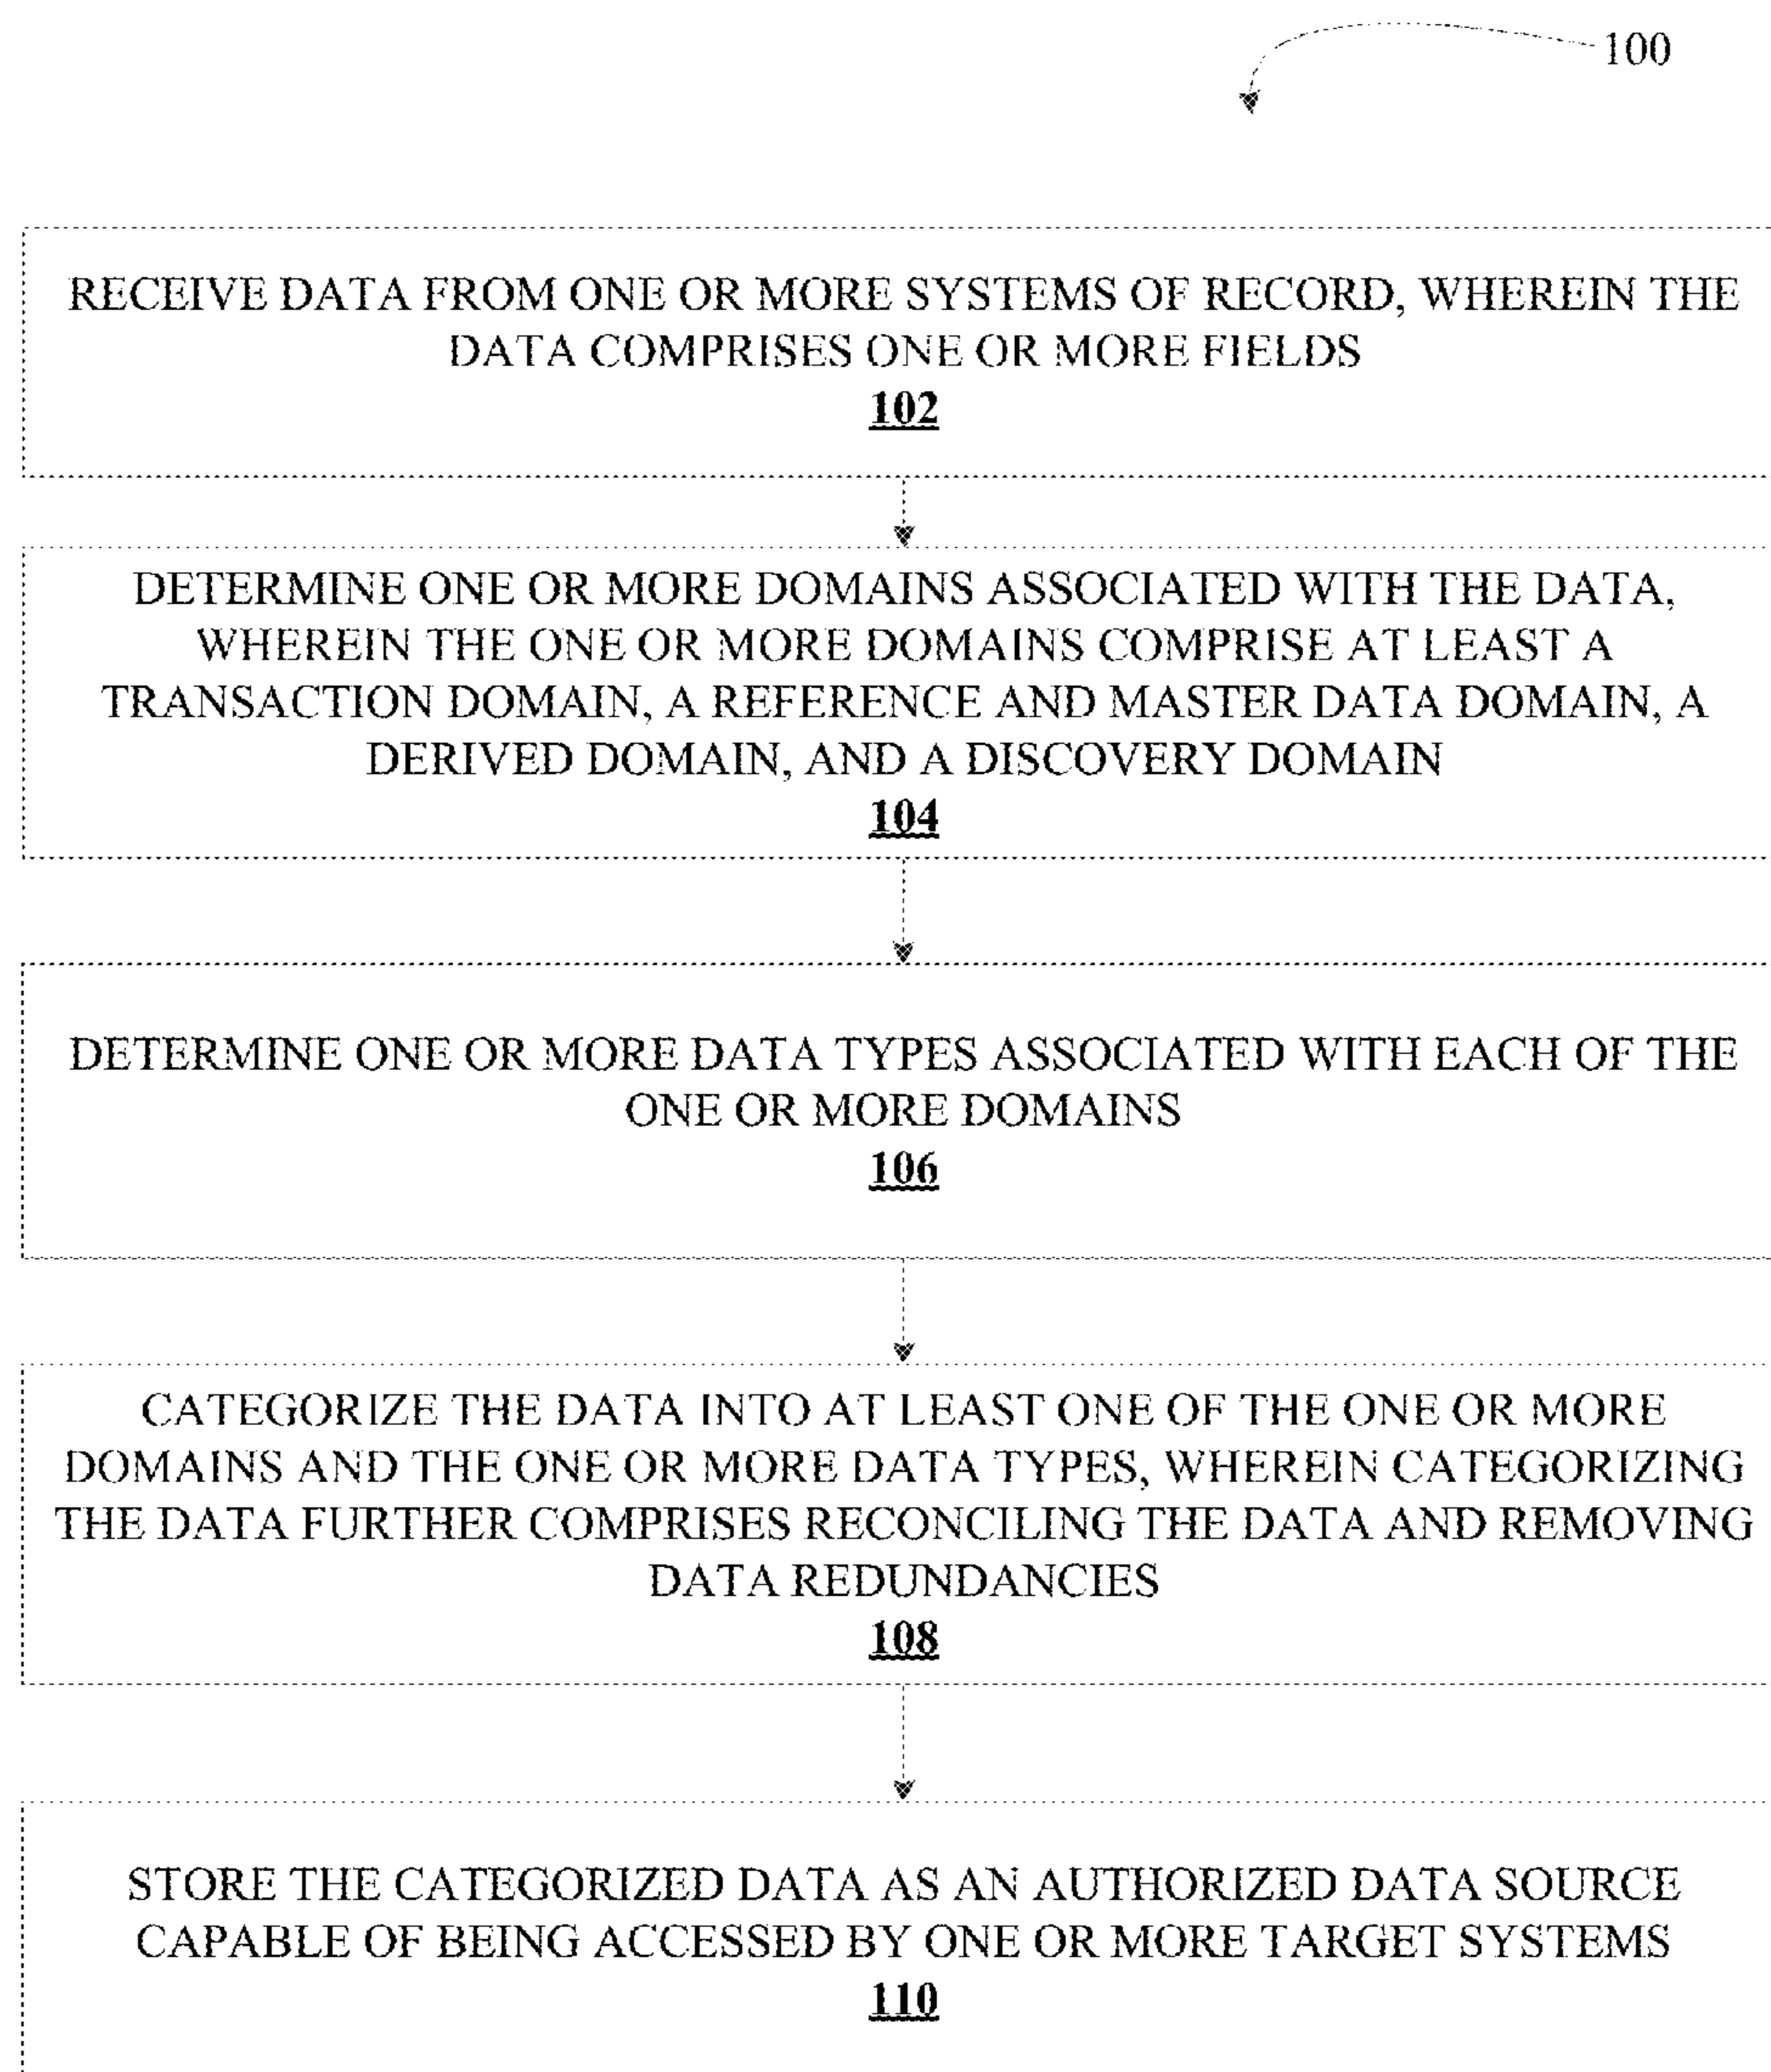 100
RECEIVE DATA FROM ONE OR MORE SYSTEMS OF RECORD, WHEREIN THE
DATA COMPRISES ONE OR MORE FIELDS
102
DETERMINE ONE OR MORE DOMAINS ASSOCIATED WITH THE DATA,
WHEREIN THE ONE OR MORE DOMAINS COMPRISE AT LEAST A
TRANSACTION DOMAIN, A REFERENCE AND MASTER DATA DOMAIN, A
DERIVED DOMAIN, AND A DISCOVERY DOMAIN
104
DETERMINE ONE OR MORE DATA TYPES ASSOCIATED WITH EACH OF THE
ONE OR MORE DOMAINS
106
CATEGORIZE THE DATA INTO AT LEAST ONE OF THE ONE OR MORE
DOMAINS AND THE ONE OR MORE DATA TYPES, WHEREIN CATEGORIZING
THE DATA FURTHER COMPRISES RECONCILING THE DATA AND REMOVING
DATA REDUNDANCIES
108
STORE THE CATEGORIZED DATA AS AN AUTHORIZED DATA SOURCE
CAPABLE OF BEING ACCESSED BY ONE OR MORE TARGET SYSTEMS
110